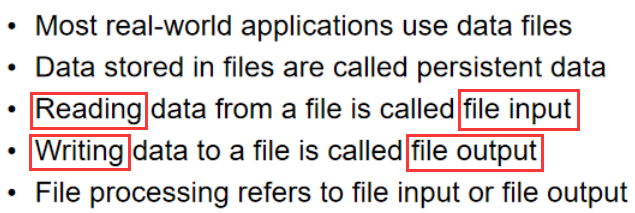 • Most real-world applications use data files
• Data stored in files are called persistent data
• Reading data from a file is called file input
• Writing data to a file is called file output
• File processing refers to file input or file output